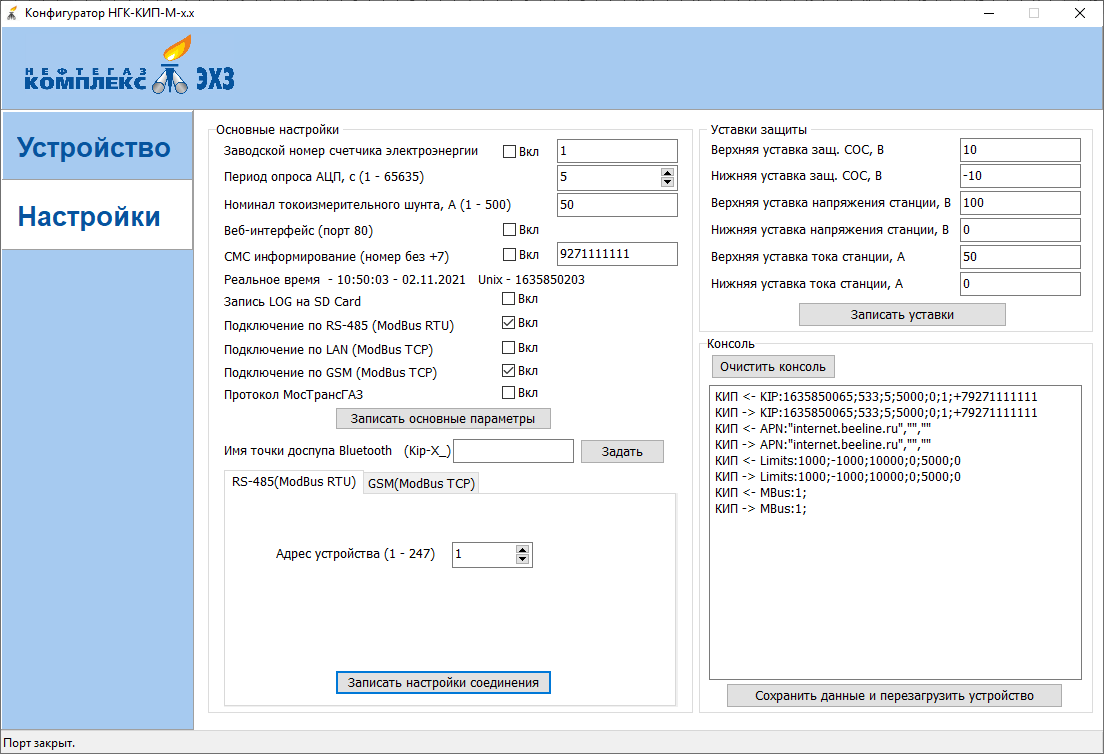 Конфигуратор НГК-КИП-М-х.х
НЕФТЕГАЗ
КОМПЛЕКС
ЭХЗ
Устройство
Настройки
Основные настройки
Заводской номер счетчика электроэнергии Вкл 1
Период опроса АЦП, с (1 - 65635) 5
Номинал токоизмерительного шунта, А (1 - 500) 50
Веб-интерфейс (порт 80) Вкл
СМС информирование (номер без +7) Вкл 9271111111
Реальное время - 10:50:03 - 02.11.2021 Unix - 1635850203
Запись LOG на SD Card Вкл
Подключение по RS-485 (ModBus RTU) Вкл
Подключение по LAN (ModBus TCP) Вкл
Подключение по GSM (ModBus TCP) Вкл
Протокол МосТрансГАЗ Вкл
Записать основные параметры
Имя точки доспупа Bluetooth (Kip-X_) Задать
RS-485(ModBus RTU) GSM(ModBus TCP)
Адрес устройства (1 - 247) 1
Записать настройки соединения
Уставки защиты
Верхняя уставка защ. СОС, В 10
Нижняя уставка защ. СОС, В -10
Верхняя уставка напряжения станции, В 100
Нижняя уставка напряжения станции, В 0
Верхняя уставка тока станции, А 50
Нижняя уставка тока станции, А 0
Записать уставки
Консоль
Очистить консоль
КИП <- KIP:1635850065;533;5;5000;0;1;+79271111111
КИП -> KIP:1635850065;533;5;5000;0;1;+79271111111
КИП <- APN:"internet.beeline.ru","",""
КИП -> APN:"internet.beeline.ru","",""
КИП <- Limits:1000;-1000;10000;0;5000;0
КИП -> Limits:1000;-1000;10000;0;5000;0
КИП <- MBus:1;
КИП -> MBus:1;
Сохранить данные и перезагрузить устройство
Порт закрыт.